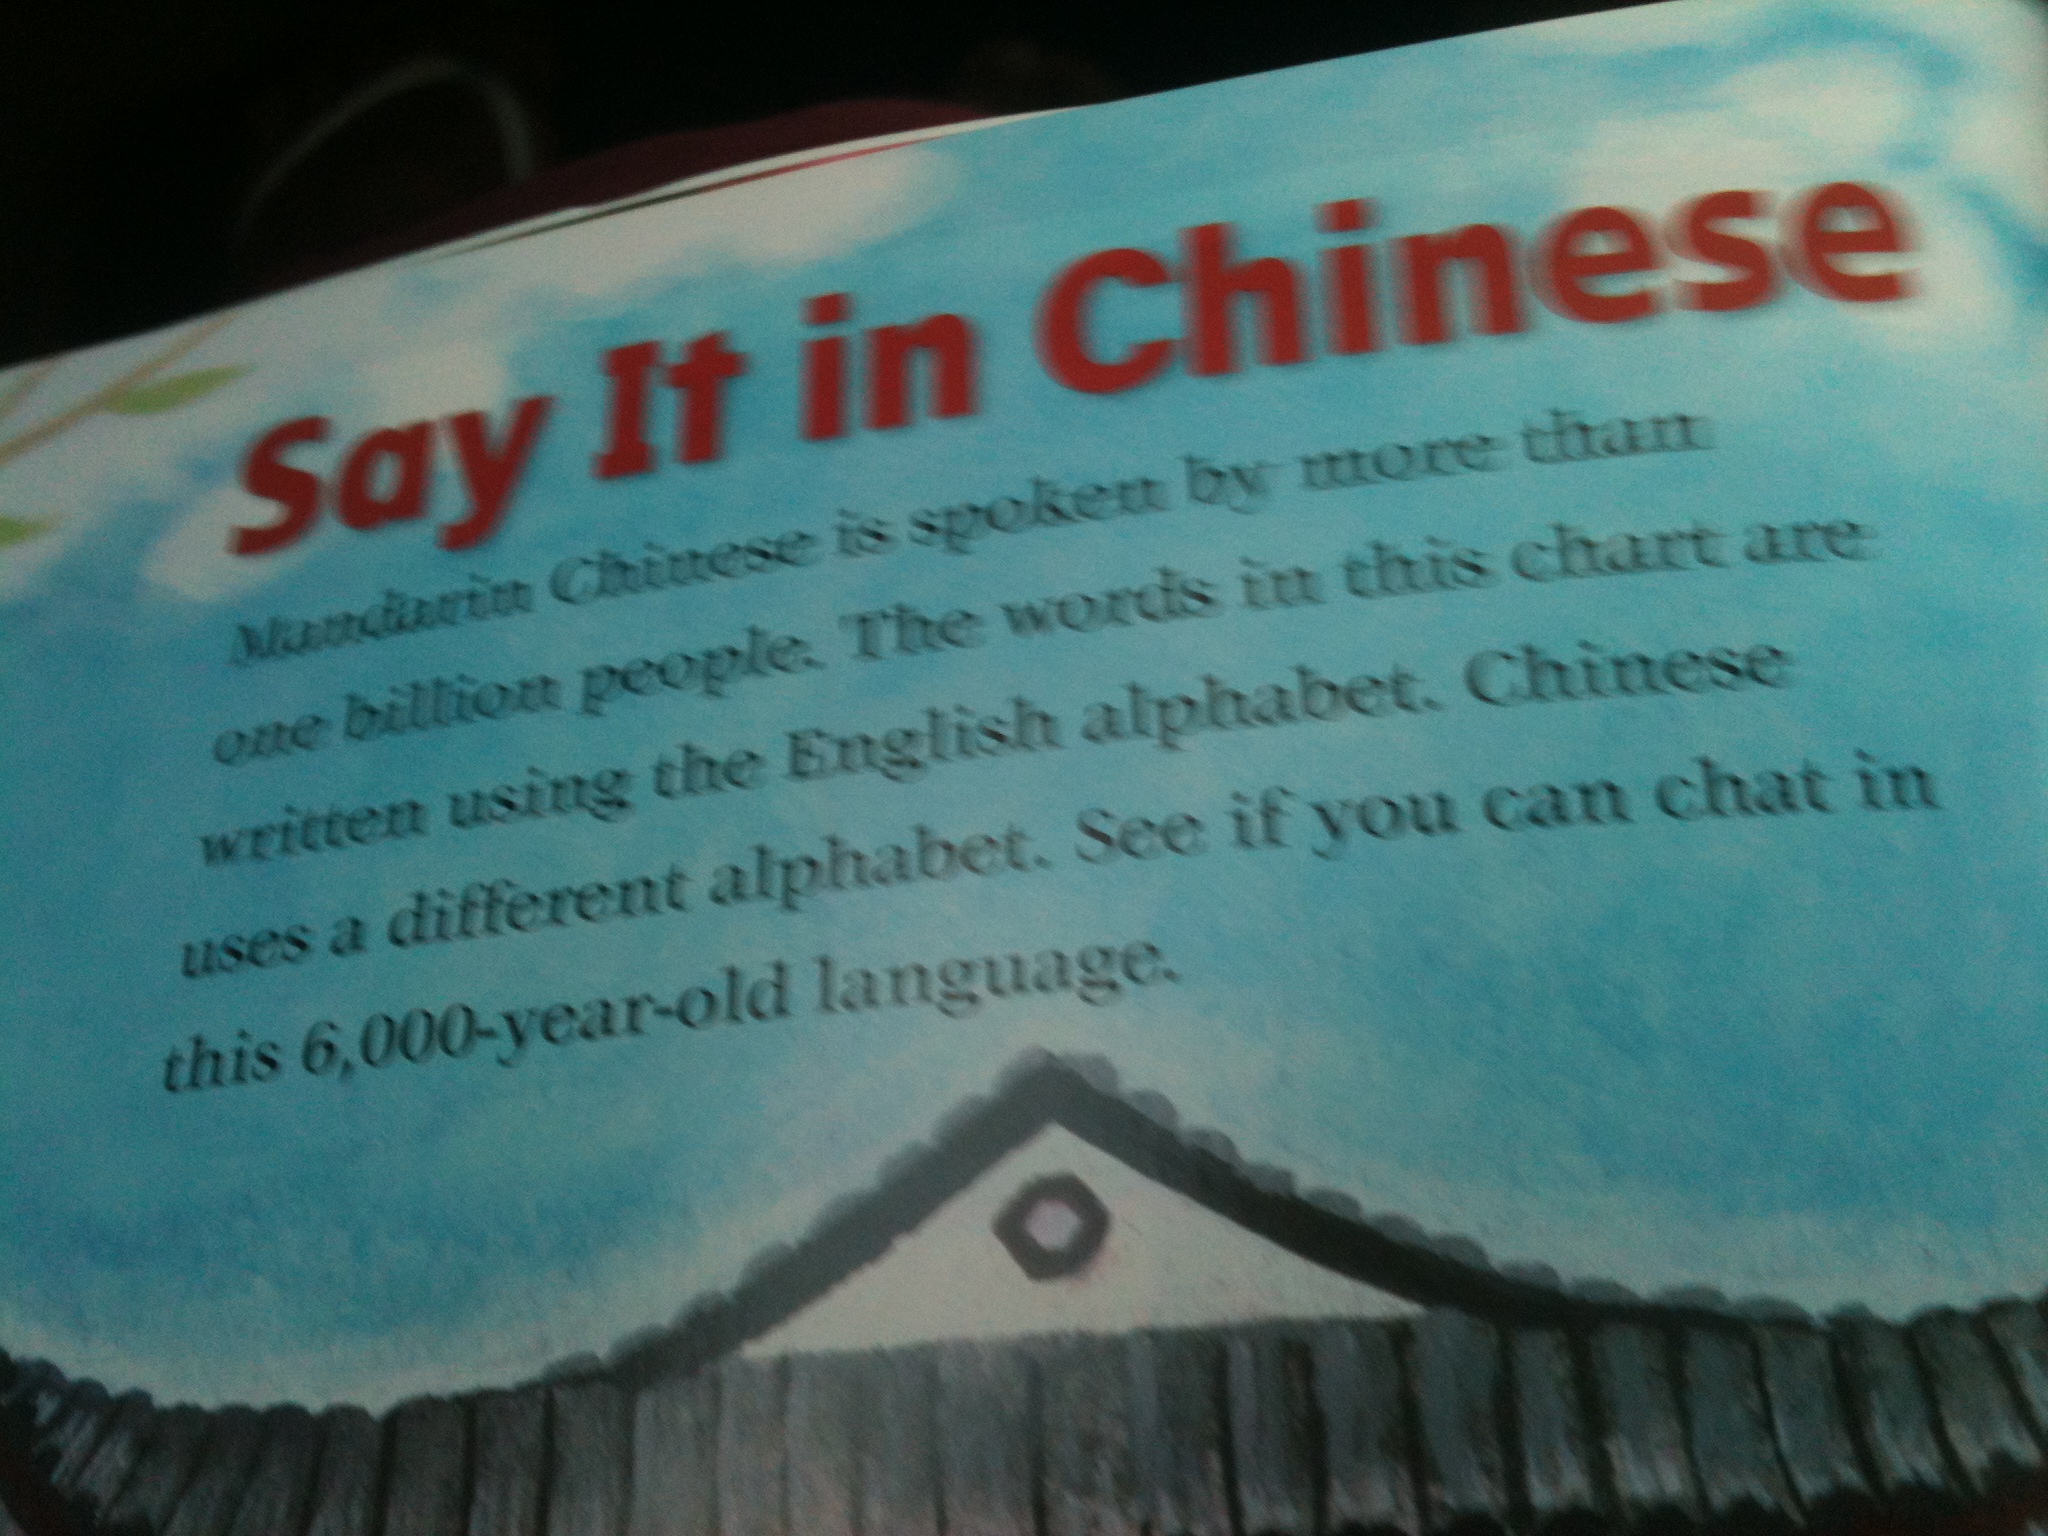 Say It in Chinese
Mandarin Chinese is spoken by more than
one billion people. The words in this chart are
written using the English alphabet. Chinese
uses a different alphabet. See if you can chat in
this 6,000-year-old language.